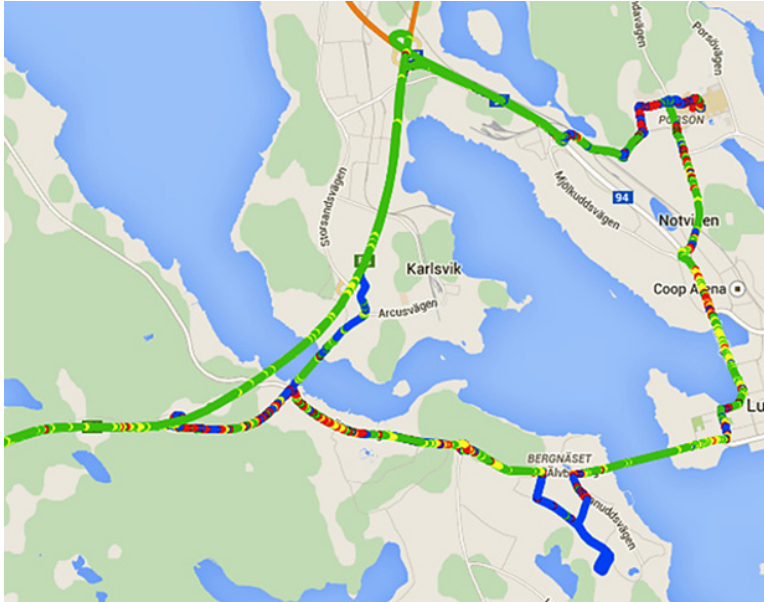 Porsövägen
PORSÖN
Storsandsvägen
Mjölkuddsvägen
94
Notviken
Karlsvik
Coop Arena
Arcusvägen
Lu
BERGNÄSET